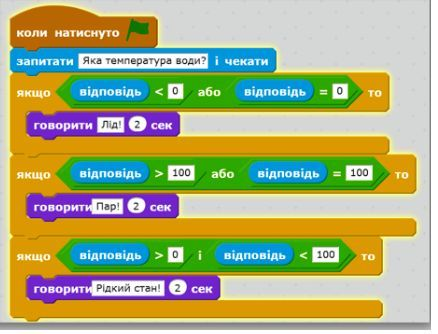 коли натиснуто
запитати Яка температура води? і чекати
якщо відповідь < 0 або відповідь = 0 то
говорити Лід! 2 сек
якщо відповідь > 100 або відповідь = 100 то
говорити Пар! 2 сек
якщо відповідь > 0 і відповідь < 100 то
говорити Рідкий стан! 2 сек